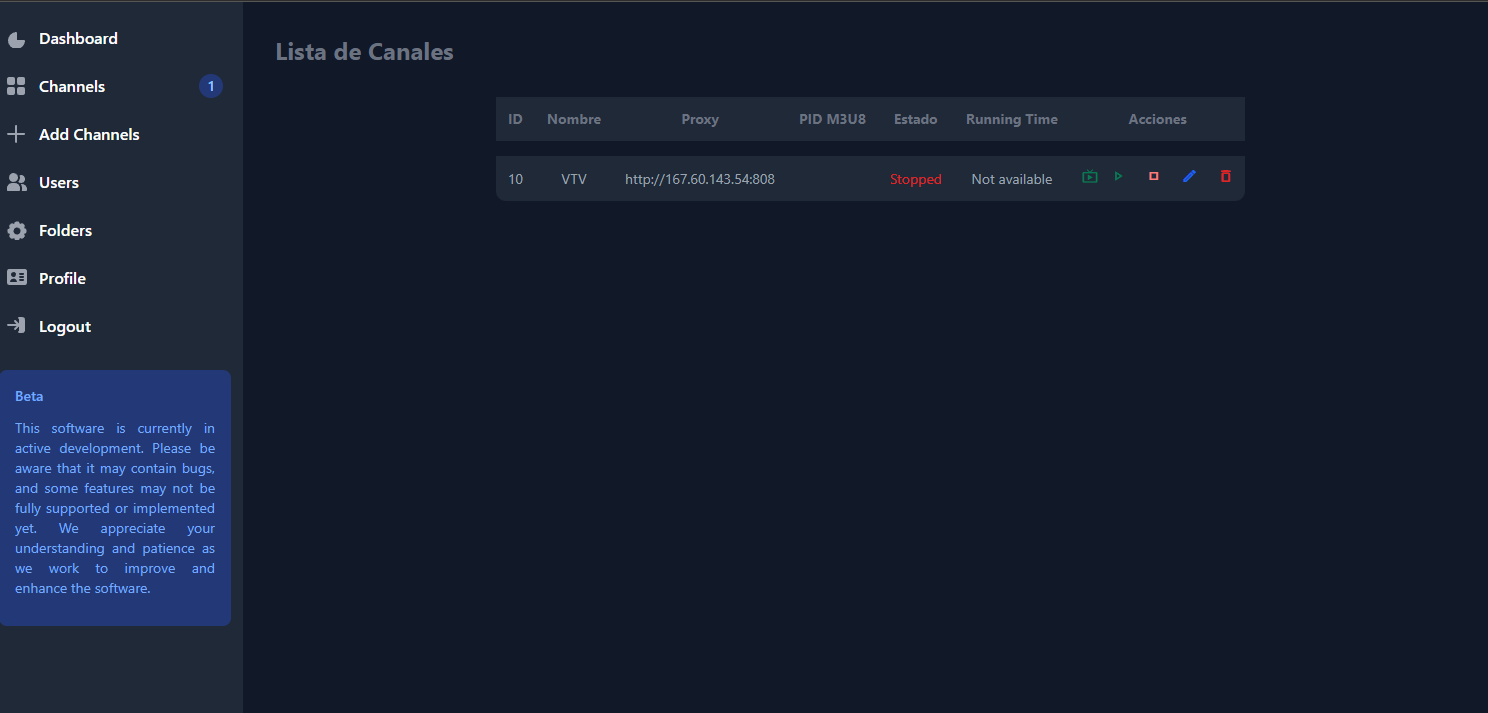 Dashboard
Channels 1
Add Channels
Users
Folders
Profile
Logout
Beta
This software is currently in
active development. Please be
aware that it may contain bugs,
and some features may not be
fully supported or implemented
yet. We appreciate your
understanding and patience as
we work to improve and
enhance the software.
Lista de Canales
ID Nombre Proxy PID M3U8 Estado Running Time Acciones
10 VTV http://167.60.143.54:808 Stopped Not available